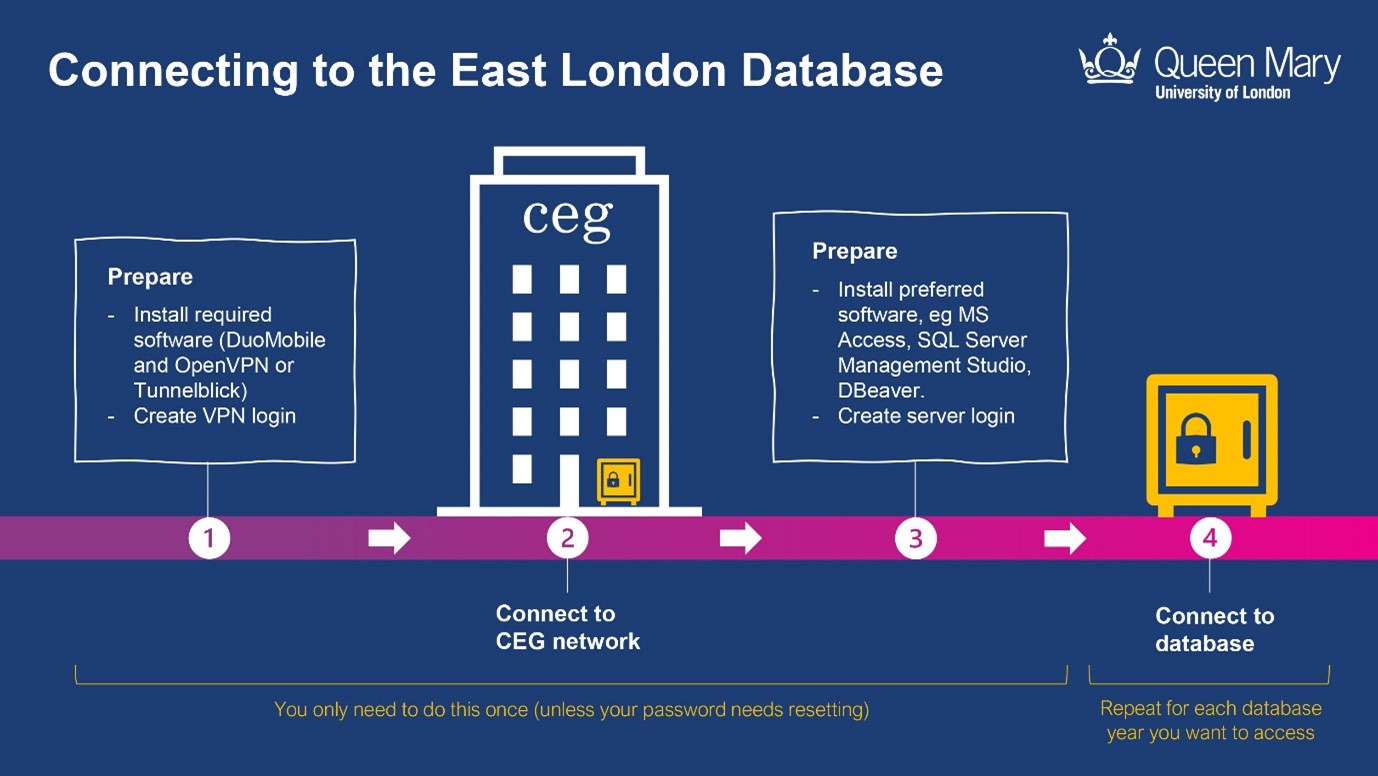 Connecting to the East London Database
Queen Mary
University of London
ceg
Prepare
- Install required
software (DuoMobile
and OpenVPN or
Tunnelblick)
- Create VPN login
Prepare
- Install preferred
software, eg MS
Access, SQL Server
Management Studio,
DBeaver.
- Create server login
1
2
3
4
Connect to
CEG network
Connect to
database
You only need to do this once (unless your password needs resetting)
Repeat for each database
year you want to access